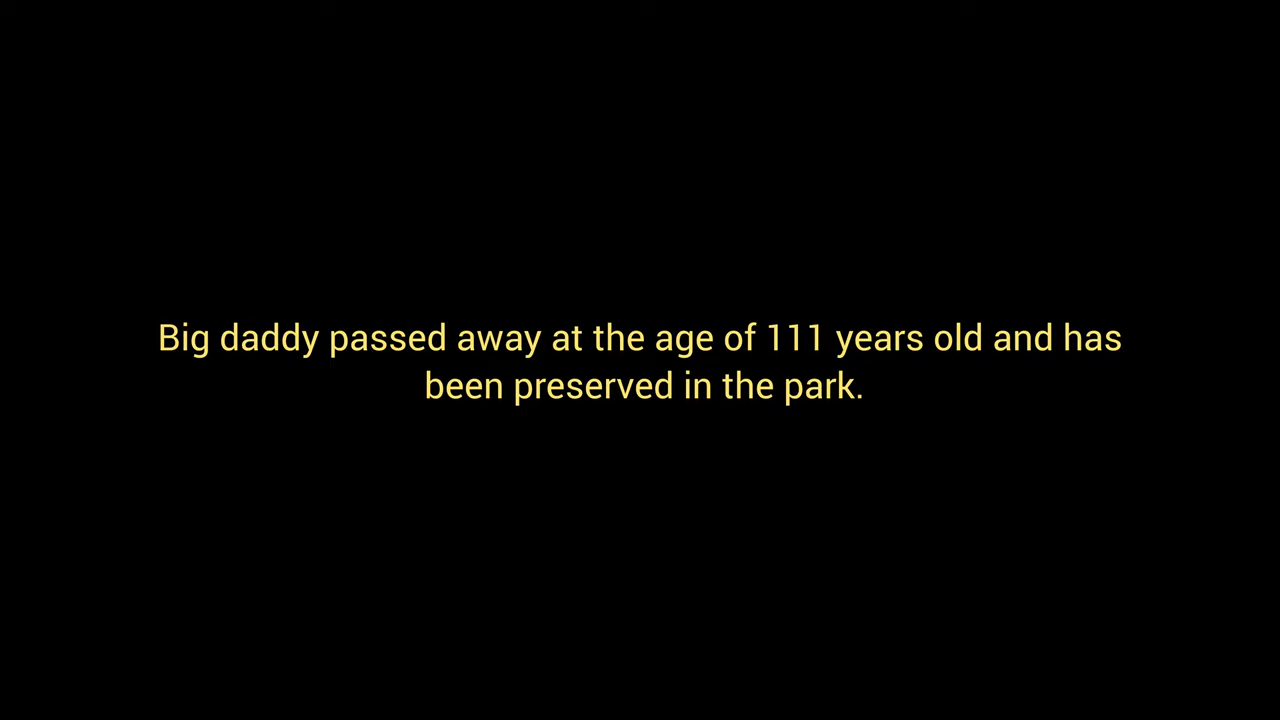 Big daddy passed away at the age of 111 years old and has
been preserved in the park.